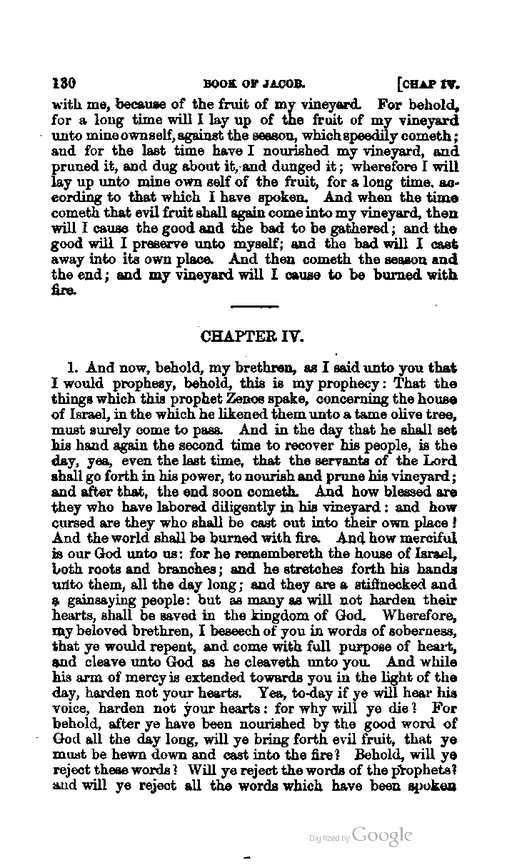 130 BOOK OF JACOB. [CHAP IV.
with me, because of the fruit of my vineyard. For behold,
for a long time will I lay up of the fruit of my vineyard
unto mine own self, against the season, which speedily cometh;
and for the last time have I nourished my vineyard, and
pruned it, and dug about it, and dunged it; wherefore I will
lay up unto mine own self of the fruit, for a long time. ac-
cording to that which I have spoken. And when the time
cometh that evil fruit shall again come into my vineyard, then
will I cause the good and the bad to be gathered; and the
good will I preserve unto myself; and the bad will I cast
away into its own place. And then cometh the season and
the end; and my vineyard will I cause to be burned with
fire.
CHAPTER IV.
1. And now, behold, my brethren, as I said unto you that
I would prophesy, behold, this is my prophecy: That the
things which this prophet Zenos spake, concerning the house
of Israel, in the which he likened them unto a tame olive tree,
must surely come to pass. And in the day that he shall set
his hand again the second time to recover his people, is the
day, yea, even the last time, that the servants of the Lord
shall go forth in his power, to nourish and prune his vineyard;
and after that, the end soon cometh. And how blessed are
they who have labored diligently in his vineyard: and how
cursed are they who shall be cast out into their own place!
And the world shall be burned with fire. And how merciful
is our God unto us: for he remembereth the house of Israel,
both roots and branches; and he stretches forth his hands
unto them, all the day long; and they are a stiffnecked and
a gainsaying people: but as many as will not harden their
hearts, shall be saved in the kingdom of God. Wherefore,
my beloved brethren, I beseech of you in words of soberness,
that ye would repent, and come with full purpose of heart,
and cleave unto God as he cleaveth unto you. And while
his arm of mercy is extended towards you in the light of the
day, harden not your hearts. Yea, to-day if ye will hear his
voice, harden not your hearts: for why will ye die? For
behold, after ye have been nourished by the good word of
God all the day long, will ye bring forth evil fruit, that ye
must be hewn down and cast into the fire? Behold, will ye
reject these words? Will ye reject the words of the prophets?
and will ye reject all the words which have been spoken
Digitized by Google